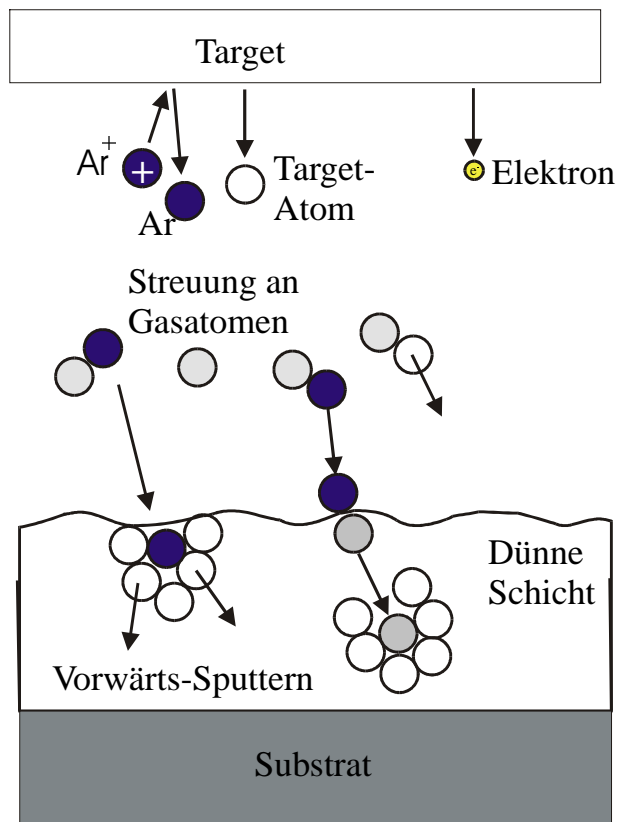 Target
Ar+
+
Ar
Target-
Atom
e-
Elektron
Streuung an
Gasatomen
Dünne
Schicht
Vorwärts-Sputtern
Substrat